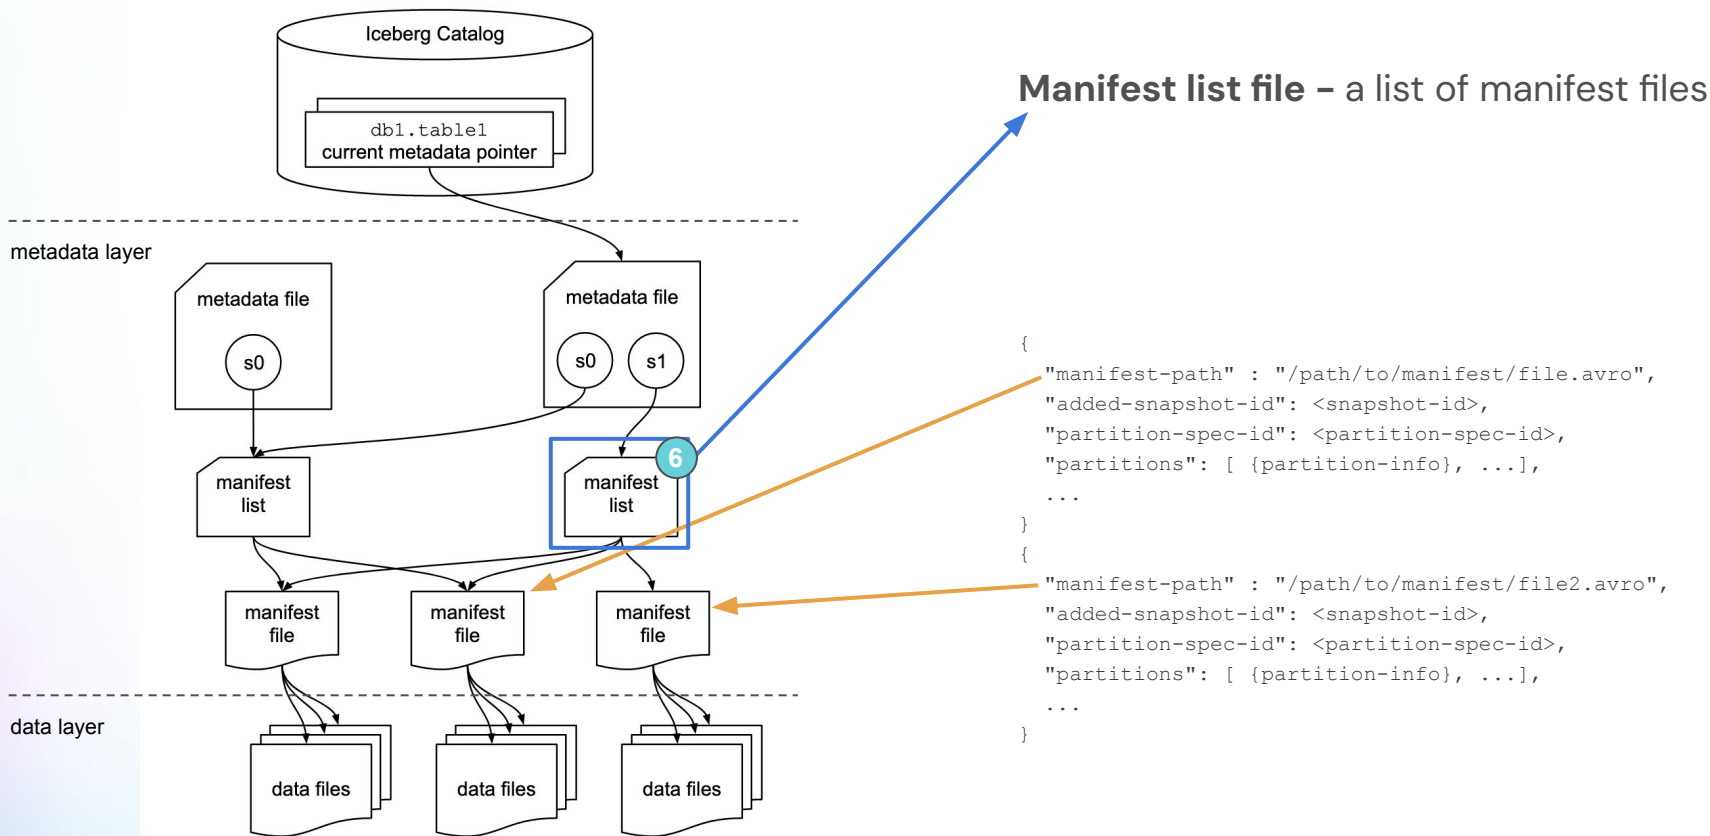 Iceberg Catalog
db1.table1
current metadata pointer
Manifest list file – a list of manifest files
metadata layer
metadata file
s0
metadata file
s0
s1
manifest
list
6
manifest
list
manifest
file
manifest
file
manifest
file
data layer
data files
data files
data files
{
"manifest-path" : "/path/to/manifest/file.avro",
"added-snapshot-id": <snapshot-id>,
"partition-spec-id": <partition-spec-id>,
"partitions": [ {partition-info}, ...],
...
}
{
"manifest-path" : "/path/to/manifest/file2.avro",
"added-snapshot-id": <snapshot-id>,
"partition-spec-id": <partition-spec-id>,
"partitions": [ {partition-info}, ...],
...
}